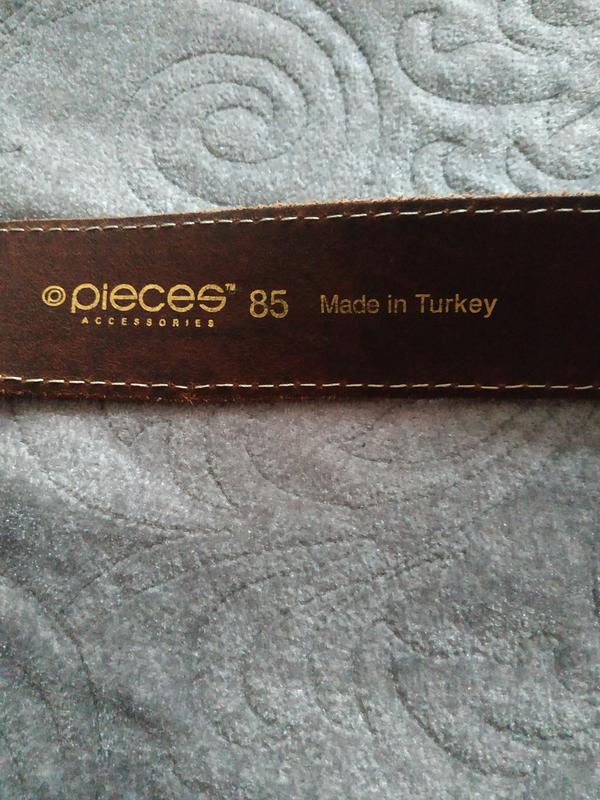 pieces™ 85 Made in Turkey
ACCESSORIES